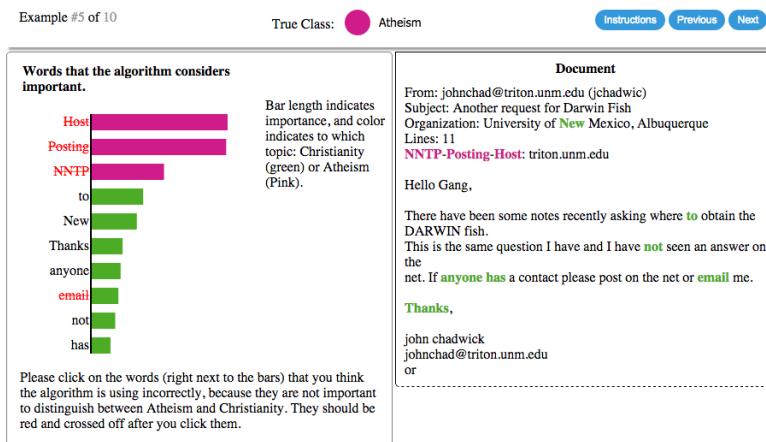 Example #5 of 10
True Class: Atheism
Instructions Previous Next
Words that the algorithm considers
important.
Bar length indicates
importance, and color
indicates to which
topic: Christianity
(green) or Atheism
(Pink).
Host
Posting
NNTP
to
New
Thanks
anyone
email
not
has
Please click on the words (right next to the bars) that you think
the algorithm is using incorrectly, because they are not important
to distinguish between Atheism and Christianity. They should be
red and crossed off after you click them.
Document
From: johnchad@triton.unm.edu (jchadwic)
Subject: Another request for Darwin Fish
Organization: University of New Mexico, Albuquerque
Lines: 11
NNTP-Posting-Host: triton.unm.edu
Hello Gang,
There have been some notes recently asking where to obtain the
DARWIN fish.
This is the same question I have and I have not seen an answer on
the
net. If anyone has a contact please post on the net or email me.
Thanks,
john chadwick
johnchad@triton.unm.edu
or